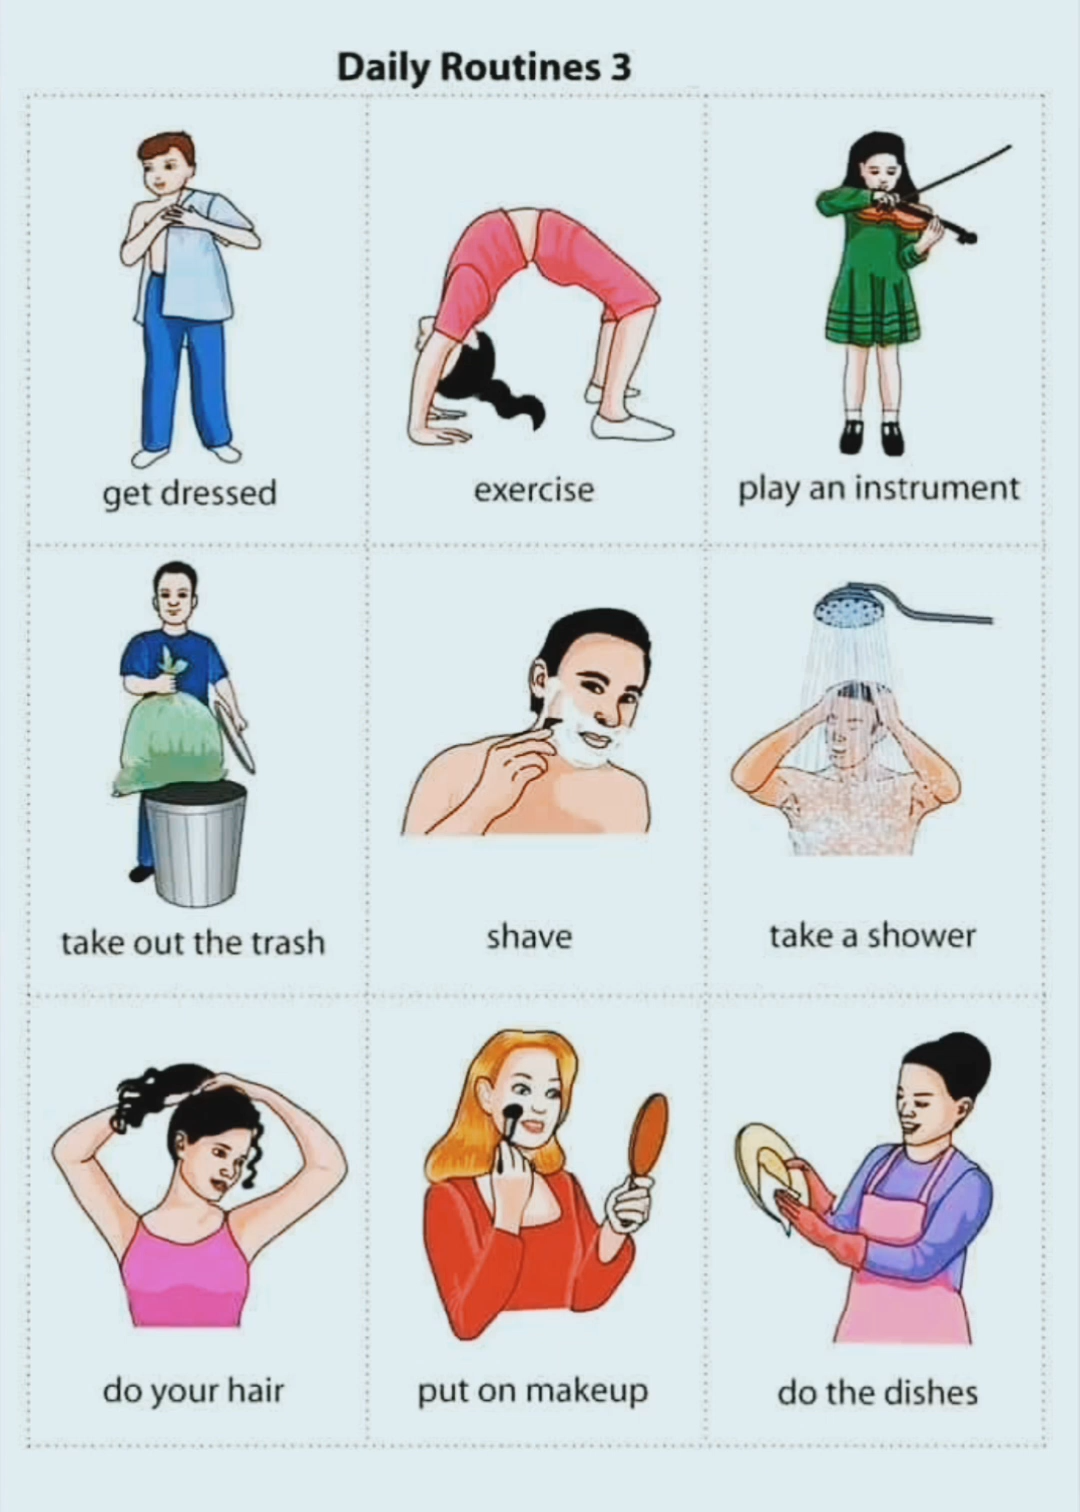 Daily Routines 3
get dressed
exercise
play an instrument
take out the trash
shave
take a shower
do your hair
put on makeup
do the dishes